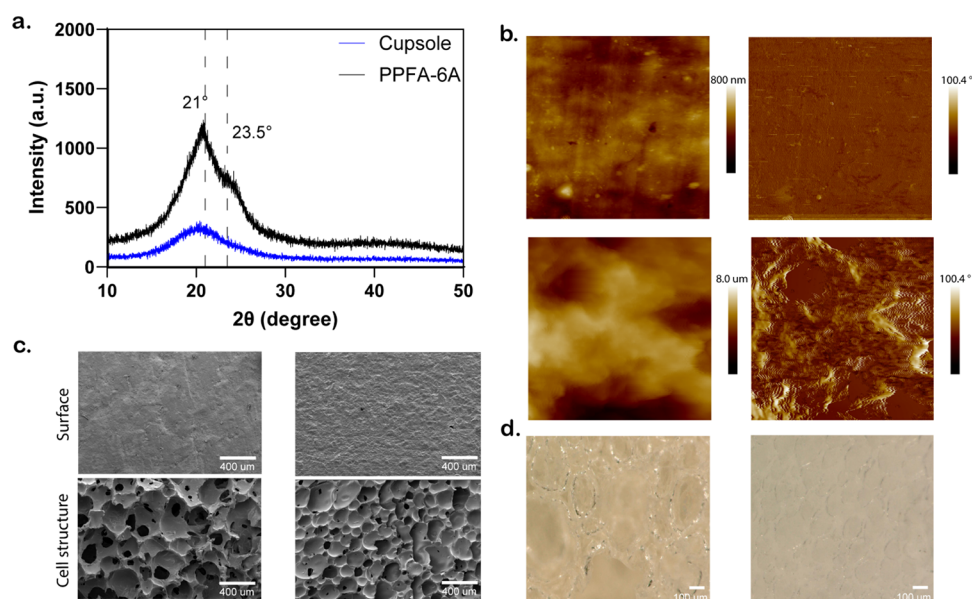 a.
2000
1500
1000
500
0
Intensity (a.u.)
10
20
30
40
50
2θ (degree)
Cupsole
PPFA-6A
21°
23.5°
b.
800 nm
100.4 °
8.0 um
100.4 °
c.
Surface
400 um
400 um
Cell structure
400 um
400 um
d.
100 um
100 um